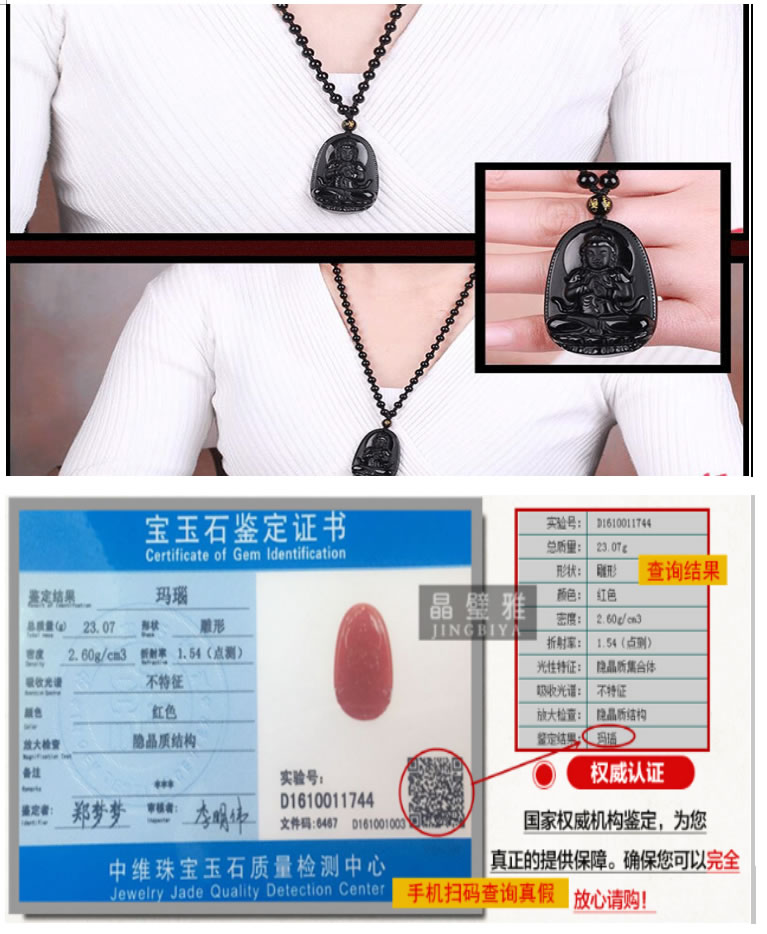 宝玉石鉴定证书
Certificate of Gem Identification
鉴定结果 玛瑙
总质量(g) 23.07 形状 雕形
密度 2.60g/cm3 折射率 1.54(点测)
吸收光谱 不特征
颜色 红色
Color
放大检查 隐晶质结构
备注 ***
鉴定者: 郑梦梦 审核者: 李明伟
实验号:
D1610011744
文件码:6467 D161001003
中维珠宝玉石质量检测中心
Jewelry Jade Quality Detection Center
晶璧雅
JINGBIYA
实验号: D1610011744
总质量: 23.07g
形状: 雕形
颜色: 红色
密度: 2.60g/cm3
折射率: 1.54(点测)
光性特征: 隐晶质集合体
吸收光谱: 不特征
放大检查: 隐晶质结构
鉴定结果: 玛瑙
查询结果
权威认证
国家权威机构鉴定,为您
真正的提供保障。确保您可以完全
放心请购!
手机扫码查询真假